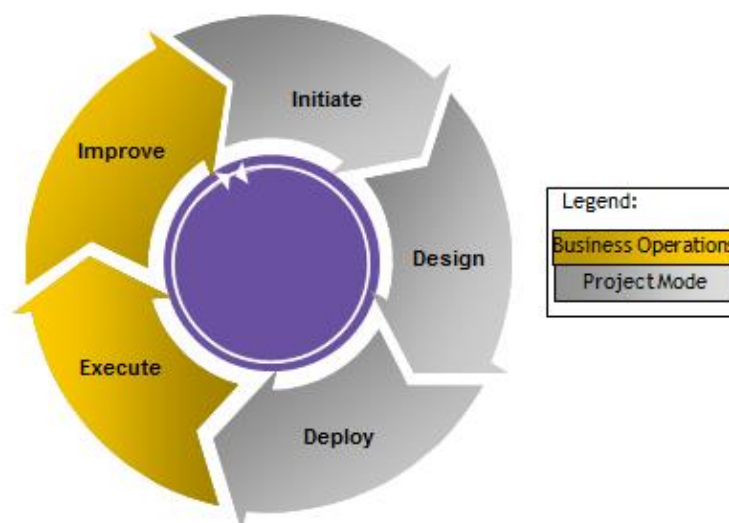 Initiate
Improve
Design
Execute
Deploy
Legend:
Business Operations
Project Mode